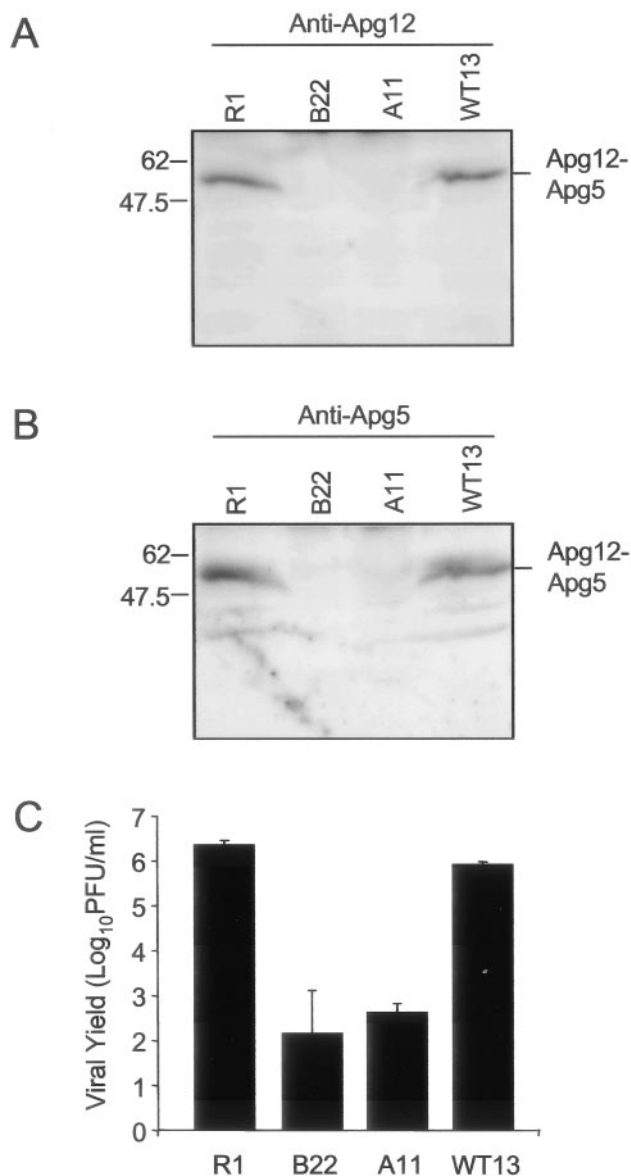 A
Anti-Apg12
R1
B22
A11
WT13
62
47.5
Apg12-
Apg5
B
Anti-Apg5
R1
B22
A11
WT13
62
47.5
Apg12-
Apg5
C
Viral Yield (Log10PFU/ml)
7
6
5
4
3
2
1
0
R1 B22 A11 WT13